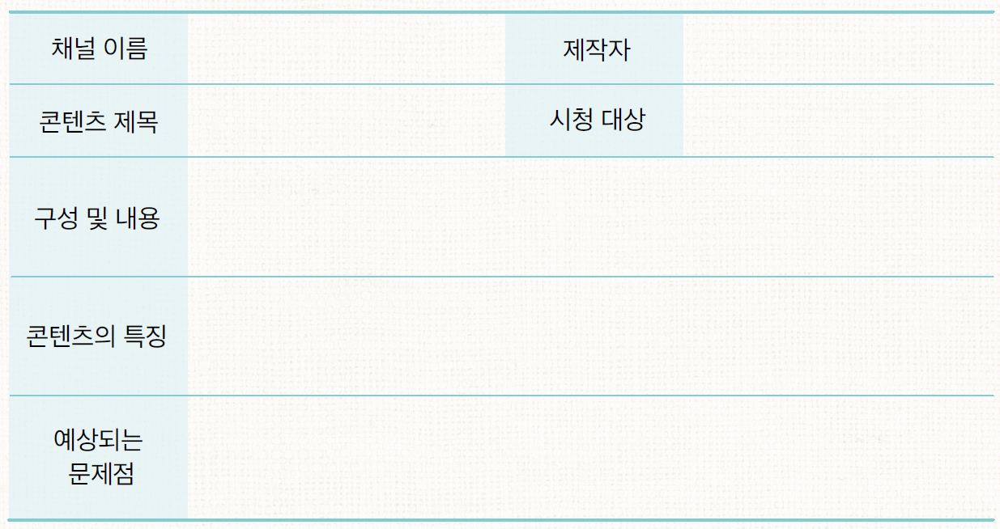 채널 이름
제작자
콘텐츠 제목
시청 대상
구성 및 내용
콘텐츠의 특징
예상되는
문제점